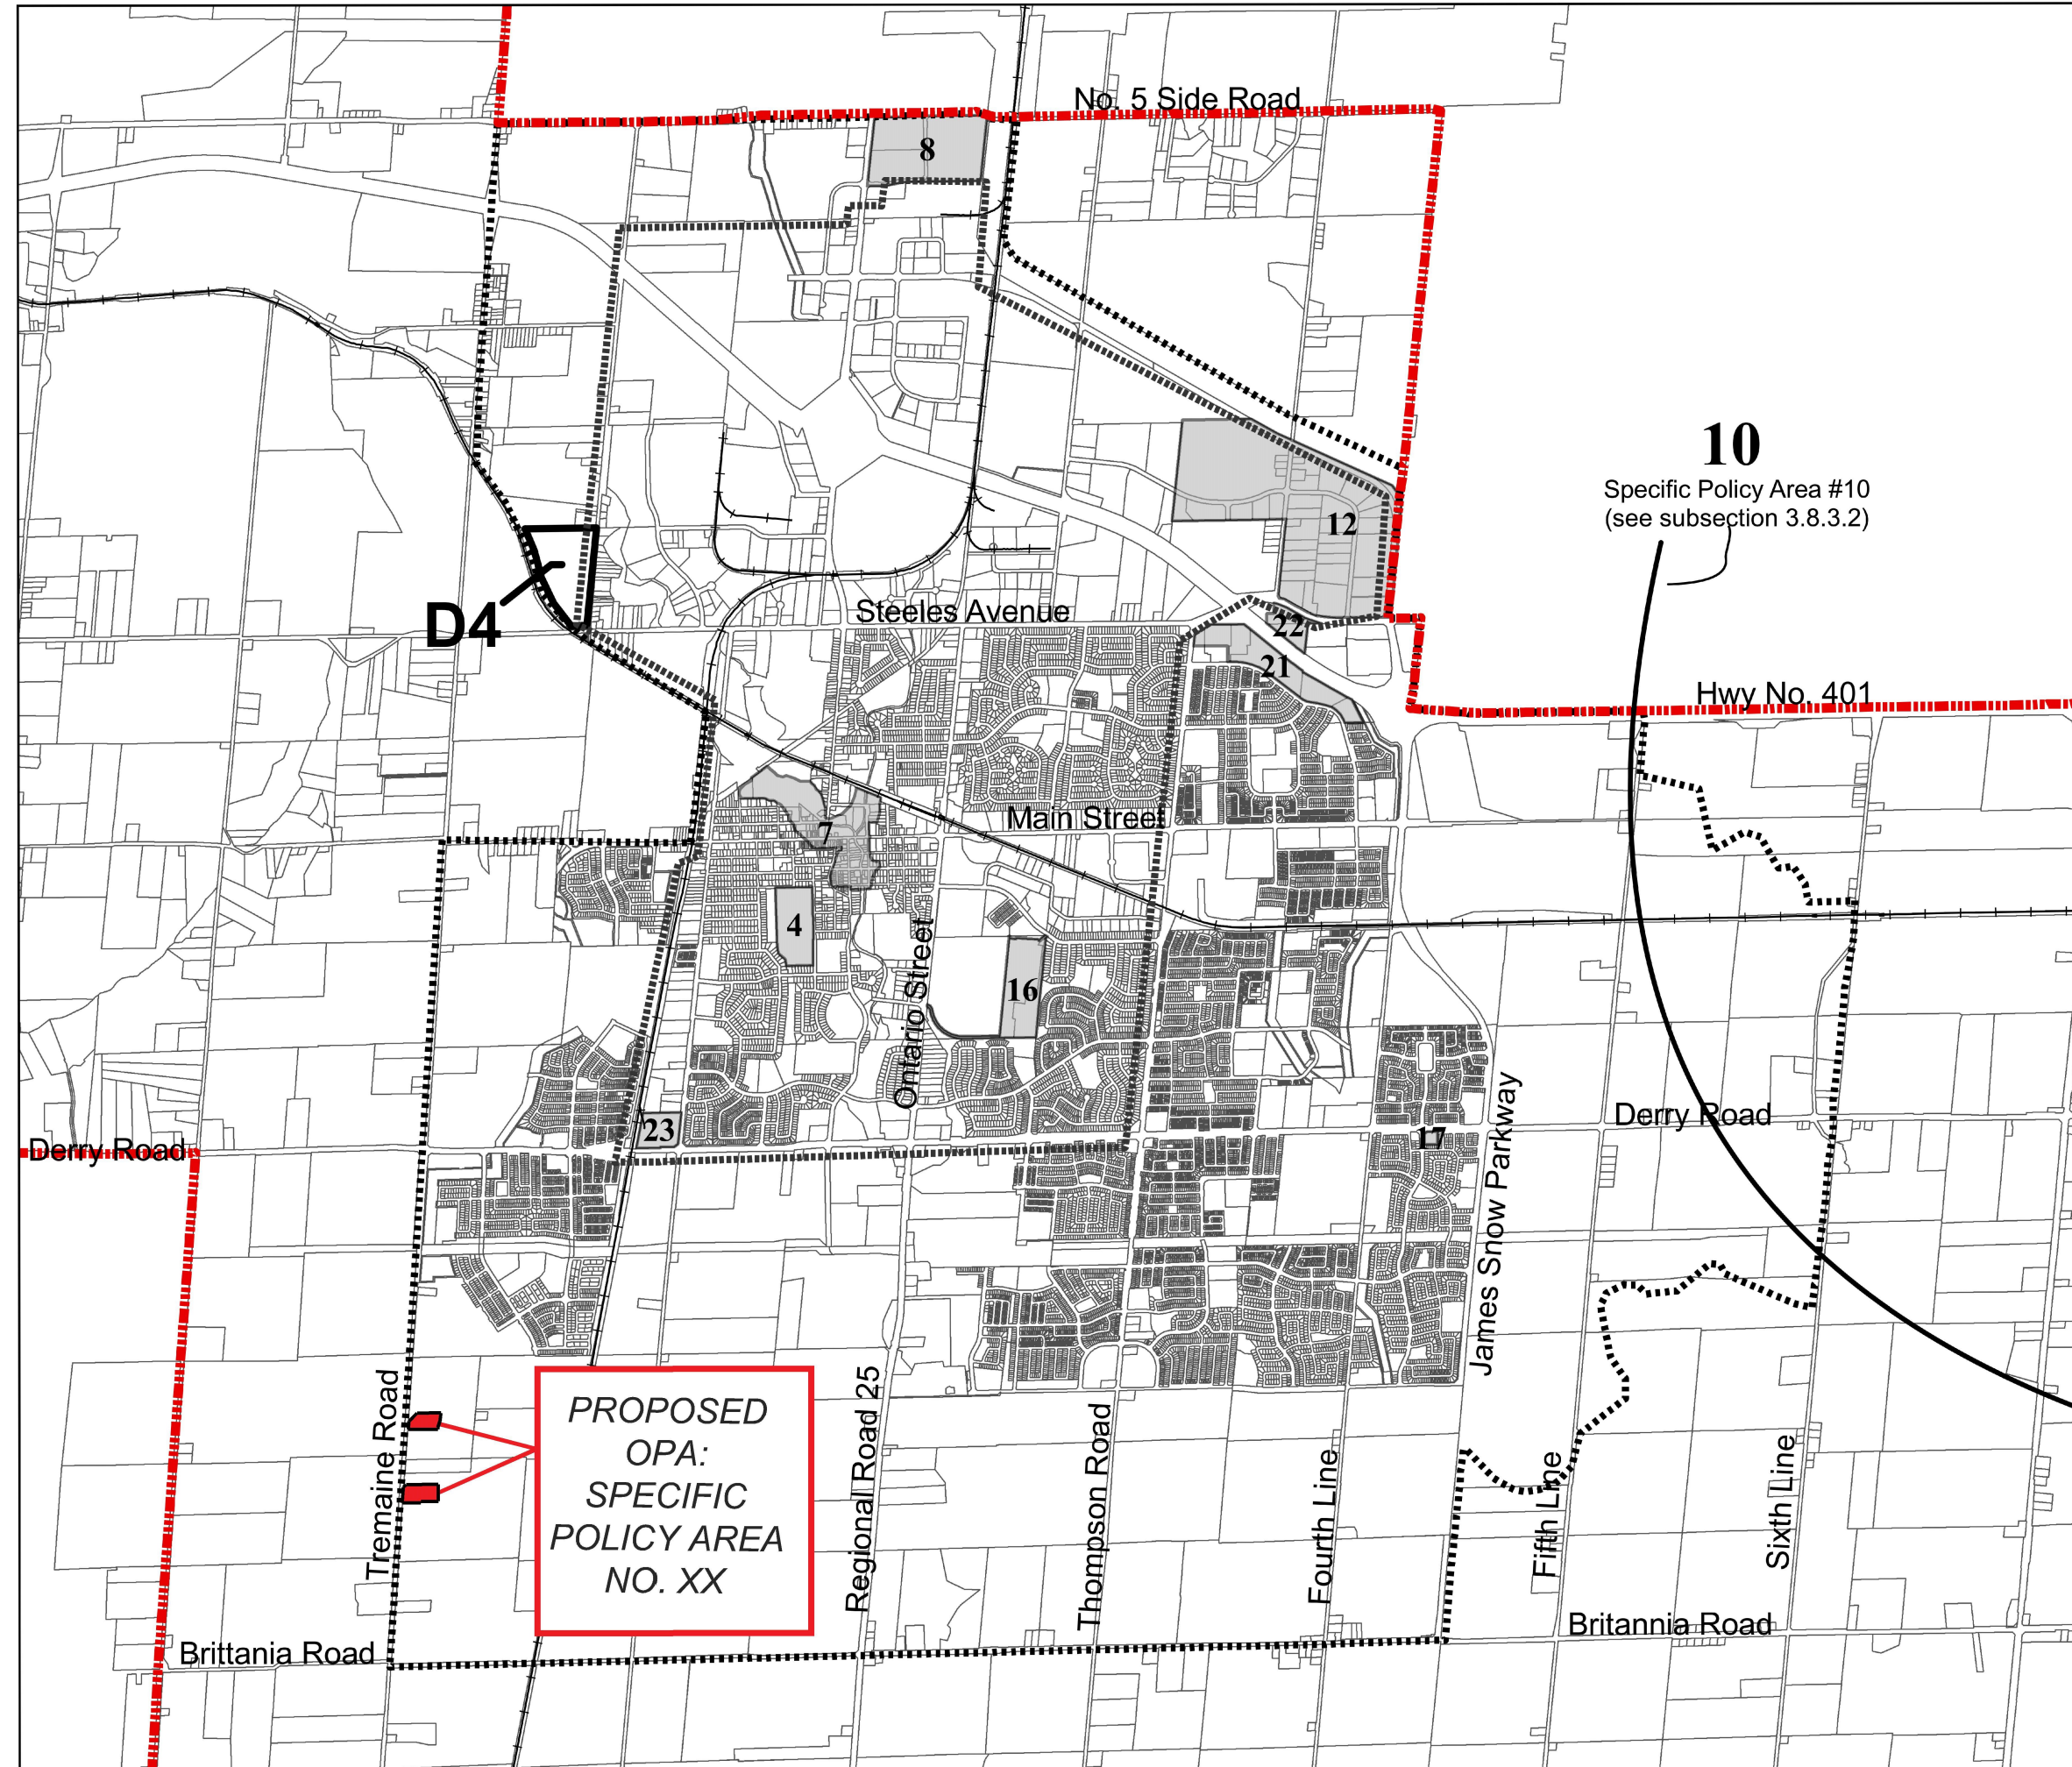 No. 5 Side Road
8
10
Specific Policy Area #10
(see subsection 3.8.3.2)
12
D4
Steeles Avenue
22
21
Hwy No. 401
7
Main Street
4
Ontario Street
16
23
Derry Road
17
Derry Road
James Snow Parkway
Tremaine Road
PROPOSED
OPA:
SPECIFIC
POLICY AREA
NO. XX
Regional Road 25
Thompson Road
Fourth Line
Fifth Line
Sixth Line
Brittania Road
Britannia Road